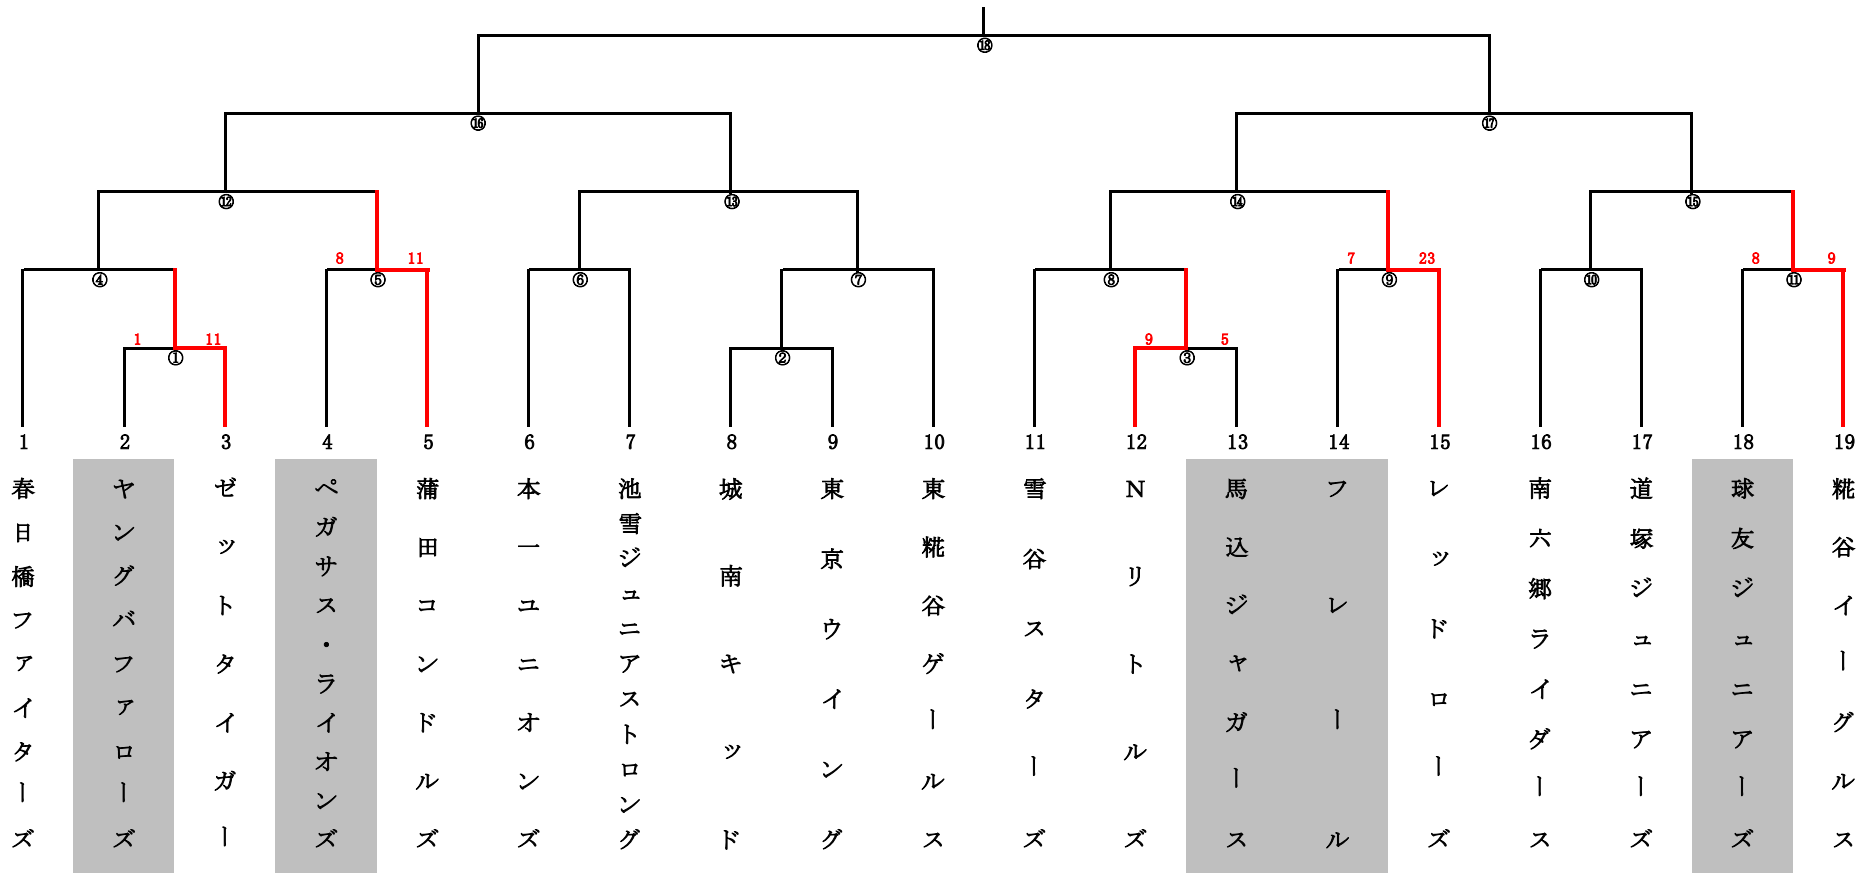 ⑱
⑯ ⑰
⑫ ⑬ ⑭ ⑮
8 11 7 23 8 9
④ ⑤ ⑥ ⑦ ⑧ ⑨ ⑩ ⑪
1 11 9 5
① ② ③
1 2 3 4 5 6 7 8 9 10 11 12 13 14 15 16 17 18 19
春日橋ファイターズ
ヤングバファローズ
ゼットタイガー
ペガサス・ライオンズ
蒲田コンドルズ
本一ユニオンズ
池雪ジュニアストロング
城南キッド
東京ウイング
東糀谷ゲールス
雪谷スターズ
Nリトルズ
馬込ジャガース
フレール
レッドローズ
南六郷ライダース
道塚ジュニアーズ
球友ジュニアーズ
糀谷イーグルス